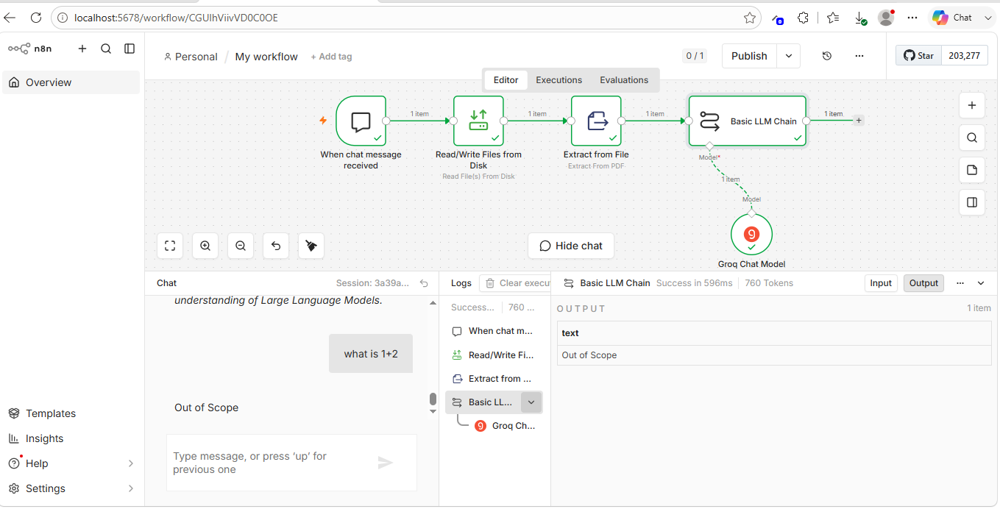 localhost:5678/workflow/CGUIhViivVD0C0OE
Chat
n8n
Personal / My workflow + Add tag
0 / 1
Publish
Star 203,277
Overview
Editor Executions Evaluations
1 item
1 item
1 item
1 item
Basic LLM Chain
When chat message
received
Read/Write Files from
Disk
Read File(s) From Disk
Extract from File
Extract From PDF
Model*
1 item
Model
Groq Chat Model
Hide chat
Chat
Session: 3a39a...
understanding of Large Language Models.
what is 1+2
Out of Scope
Type message, or press ‘up’ for
previous one
Logs
Clear execu
Success... 760 ...
When chat m...
Read/Write Fi...
Extract from ...
Basic LL...
Groq Ch...
Basic LLM Chain Success in 596ms 760 Tokens
Input Output
OUTPUT
1 item
text
Out of Scope
Templates
Insights
Help
Settings